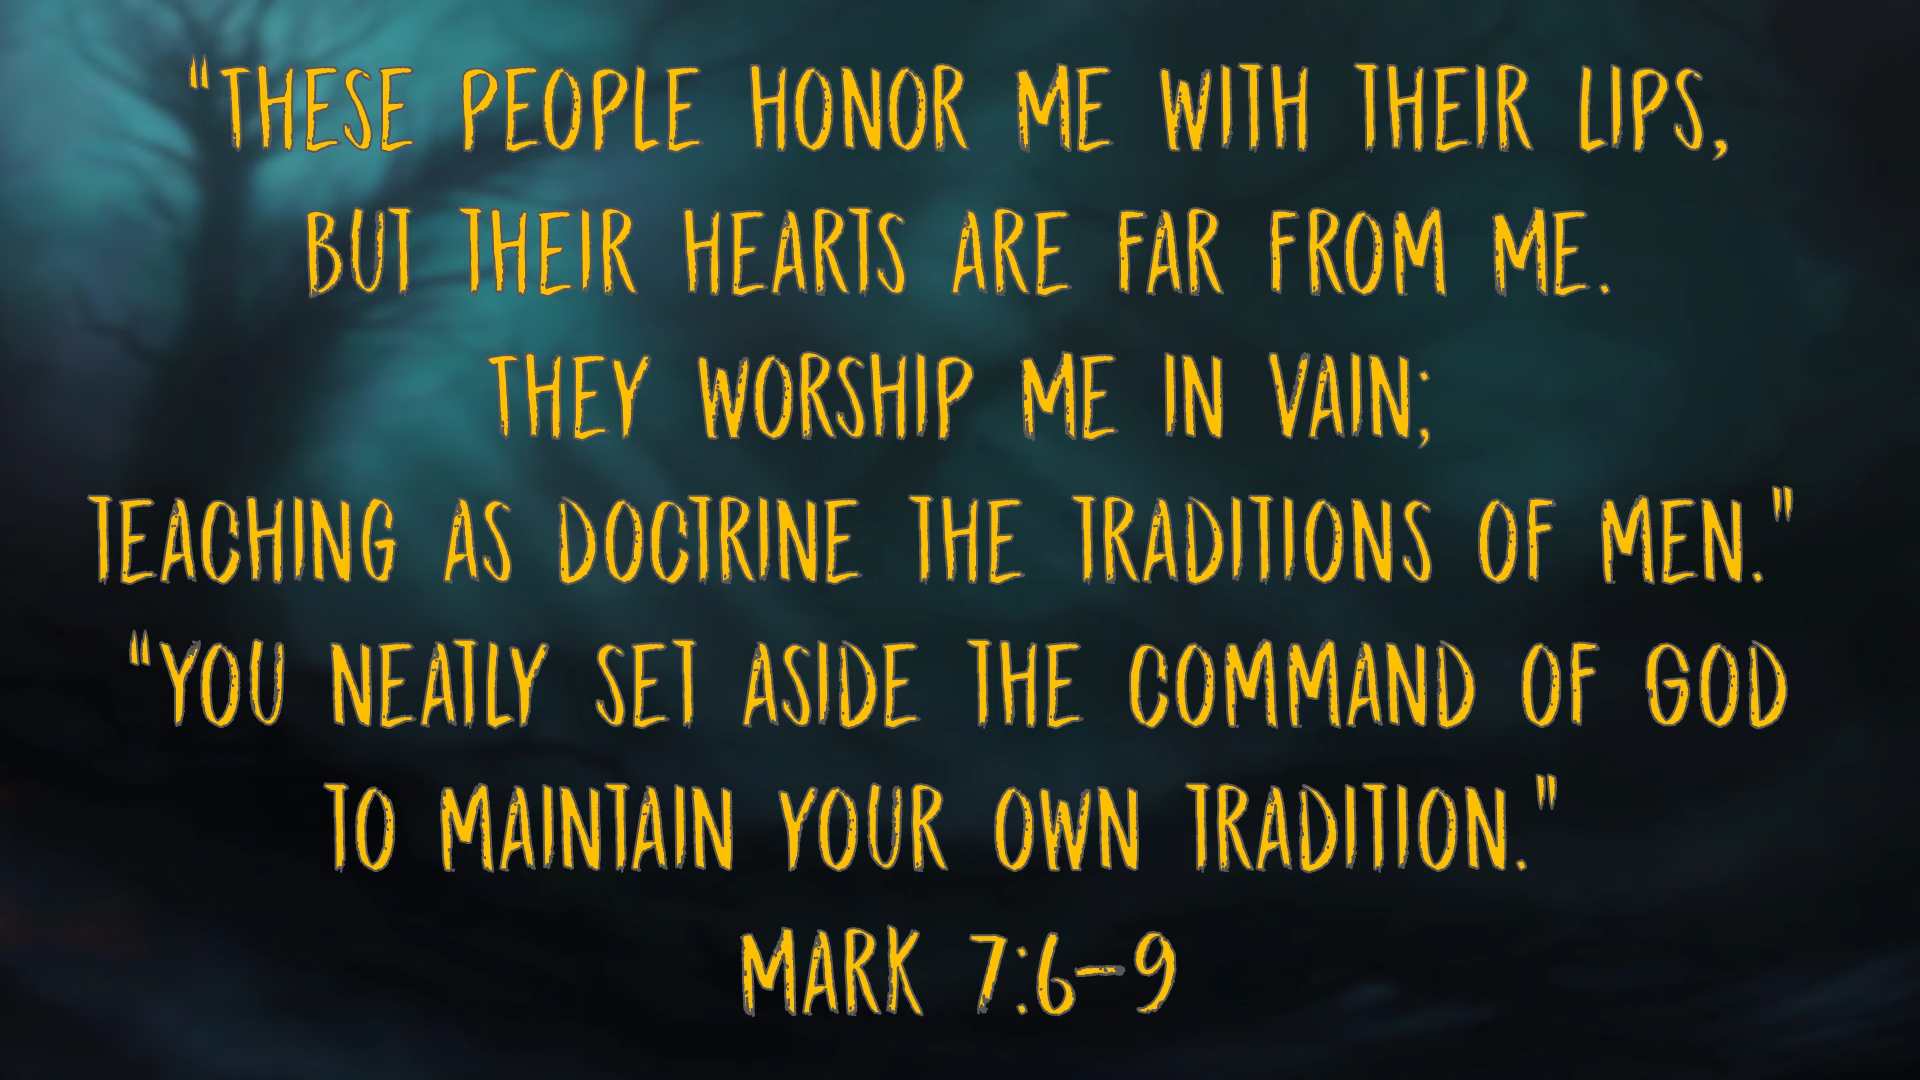 “THESE PEOPLE HONOR ME WITH THEIR LIPS,
BUT THEIR HEARTS ARE FAR FROM ME.
THEY WORSHIP ME IN VAIN;
TEACHING AS DOCTRINE THE TRADITIONS OF MEN."
“YOU NEATLY SET ASIDE THE COMMAND OF GOD
TO MAINTAIN YOUR OWN TRADITION."
MARK 7:6–9